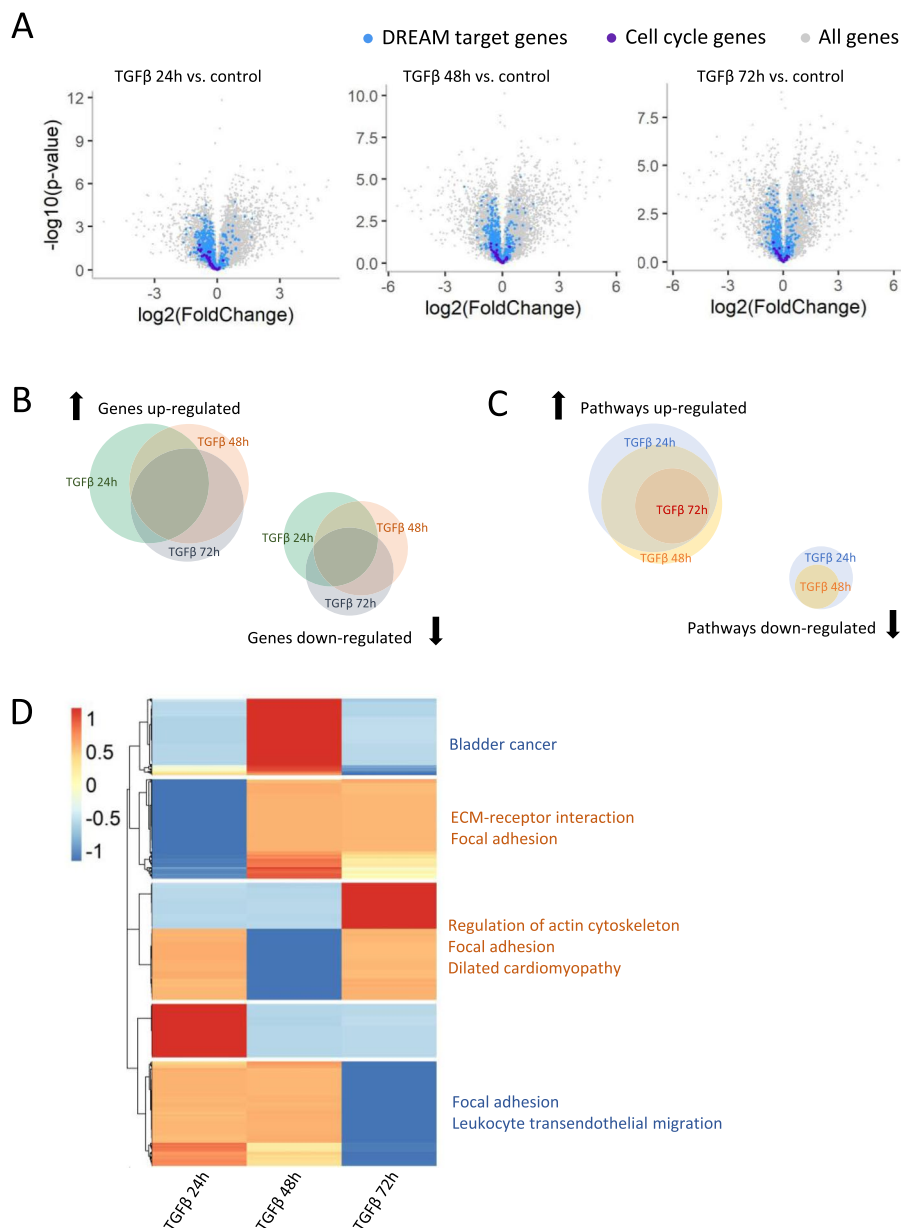 A
DREAM target genes
Cell cycle genes
All genes
TGFβ 24h vs. control
TGFβ 48h vs. control
TGFβ 72h vs. control
-log10(p-value)
12
9
6
3
0
-3
0
3
log2(FoldChange)
10.0
7.5
5.0
2.5
0.0
-6
-3
0
3
6
log2(FoldChange)
7.5
5.0
2.5
0.0
-6
-3
0
3
6
log2(FoldChange)
B
Genes up-regulated
TGFβ 48h
TGFβ 24h
TGFβ 72h
TGFβ 48h
TGFβ 24h
TGFβ 72h
Genes down-regulated
C
Pathways up-regulated
TGFβ 24h
TGFβ 72h
TGFβ 48h
TGFβ 24h
TGFβ 48h
Pathways down-regulated
D
1
0.5
0
-0.5
-1
Bladder cancer
ECM-receptor interaction
Focal adhesion
Regulation of actin cytoskeleton
Focal adhesion
Dilated cardiomyopathy
Focal adhesion
Leukocyte transendothelial migration
TGFβ 24h
TGFβ 48h
TGFβ 72h